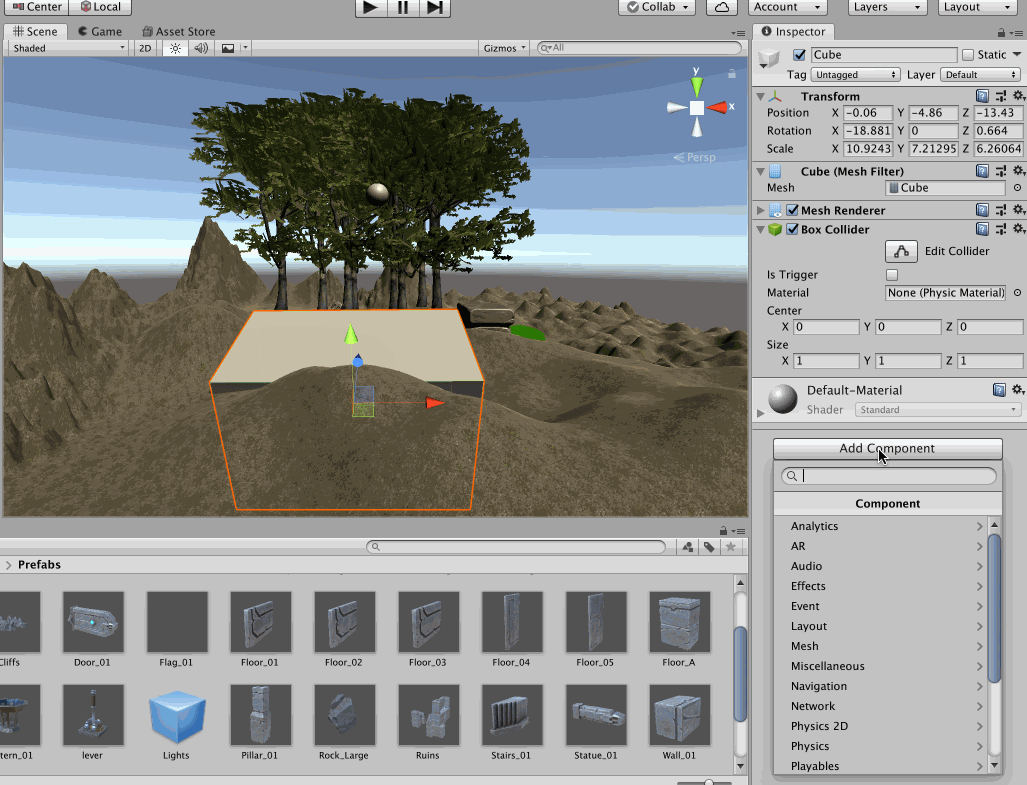 Center Local Collab Account Layers Layout
Scene Game Asset Store
Inspector
Shaded 2D Gizmos All
Cube Static
Tag Untagged Layer Default
y
x
Persp
Transform
Position X -0.06 Y -4.86 Z -13.43
Rotation X -18.881 Y 0 Z 0.664
Scale X 10.9243 Y 7.21295 Z 6.26064
Cube (Mesh Filter)
Mesh Cube
Mesh Renderer
Box Collider
Edit Collider
Is Trigger
Material None (Physic Material)
Center
X 0 Y 0 Z 0
Size
X 1 Y 1 Z 1
Default-Material
Shader Standard
Add Component
Component
Analytics
AR
Audio
Effects
Event
Layout
Mesh
Miscellaneous
Navigation
Network
Physics 2D
Physics
Playables
Prefabs
Cliffs Door_01 Flag_01 Floor_01 Floor_02 Floor_03 Floor_04 Floor_05 Floor_A
tern_01 lever Lights Pillar_01 Rock_Large Ruins Stairs_01 Statue_01 Wall_01